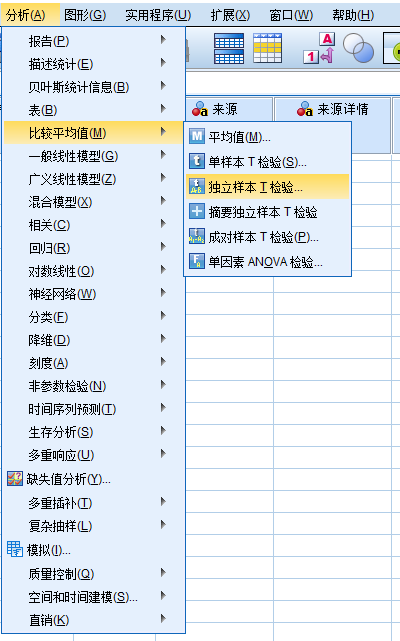 分析(A) 图形(G) 实用程序(U) 扩展(X) 窗口(W) 帮助(H)
报告(P)
描述统计(E)
贝叶斯统计信息(B)
表(B)
比较平均值(M)
一般线性模型(G)
广义线性模型(Z)
混合模型(X)
相关(C)
回归(R)
对数线性(O)
神经网络(W)
分类(F)
降维(D)
刻度(A)
非参数检验(N)
时间序列预测(T)
生存分析(S)
多重响应(U)
缺失值分析(Y)...
多重插补(T)
复杂抽样(L)
模拟(I)...
质量控制(Q)
空间和时间建模(S)...
直销(K)
来源 来源详情
平均值(M)...
单样本 T 检验(S)...
独立样本 T 检验...
摘要独立样本 T 检验
成对样本 T 检验(P)...
单因素 ANOVA 检验...